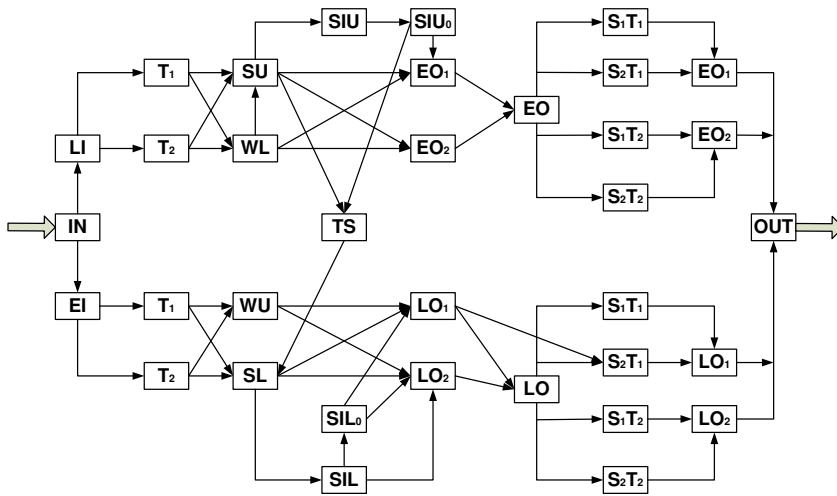 SIU SIU₀ S₁T₁
T₁ SU EO₁ S₂T₁ EO₁
EO
LI T₂ WL EO₂ S₁T₂ EO₂
S₂T₂
IN TS OUT
EI T₁ WU LO₁ S₁T₁
T₂ SL LO₂ S₂T₁ LO₁
LO
SIL₀ S₁T₂ LO₂
SIL S₂T₂